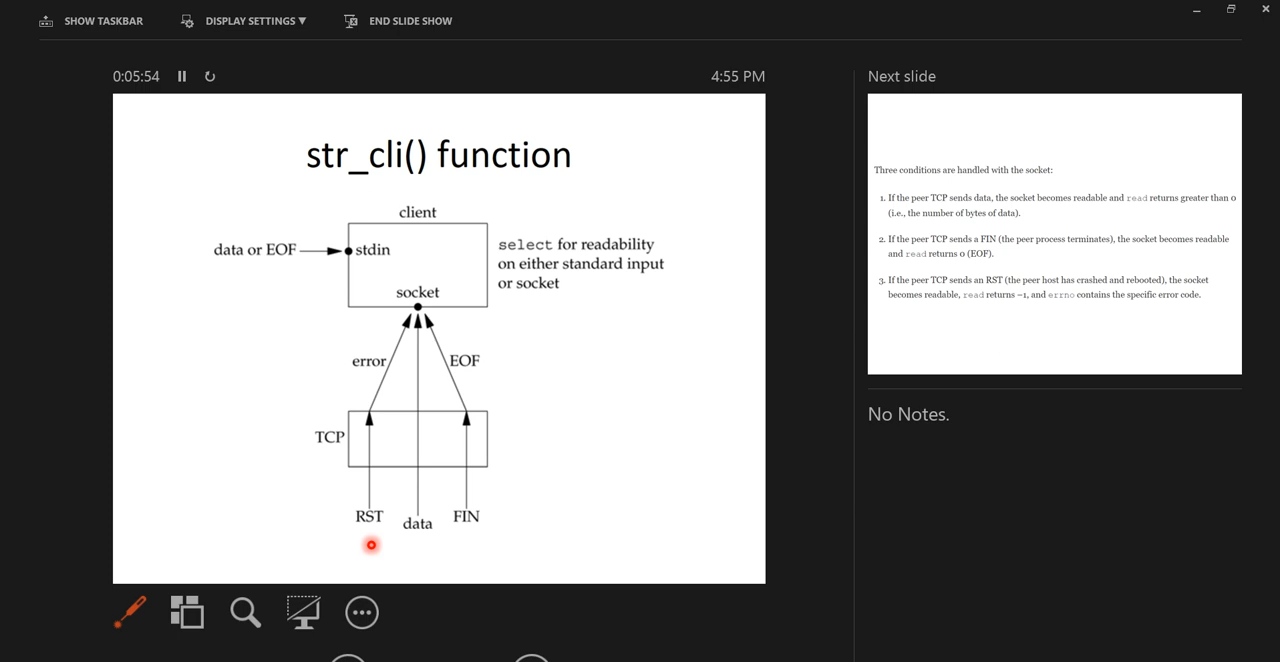 SHOW TASKBAR
DISPLAY SETTINGS ▼
END SLIDE SHOW
0:05:54
4:55 PM
str_cli() function
client
data or EOF
stdin
select for readability
on either standard input
or socket
socket
error
EOF
TCP
RST
data
FIN
Next slide
Three conditions are handled with the socket:
1. If the peer TCP sends data, the socket becomes readable and read returns greater than 0
(i.e., the number of bytes of data).
2. If the peer TCP sends a FIN (the peer process terminates), the socket becomes readable
and read returns 0 (EOF).
3. If the peer TCP sends an RST (the peer host has crashed and rebooted), the socket
becomes readable, read returns –1, and errno contains the specific error code.
No Notes.